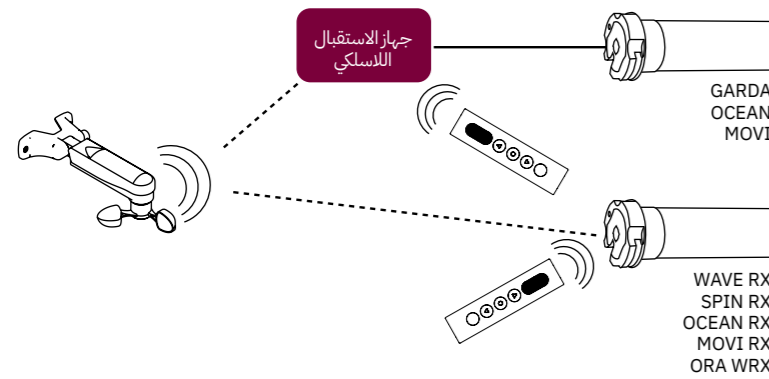 جهاز الاستقبال
اللاسلكي
GARDA
OCEAN
MOVI
WAVE RX
SPIN RX
OCEAN RX
MOVI RX
ORA WRX